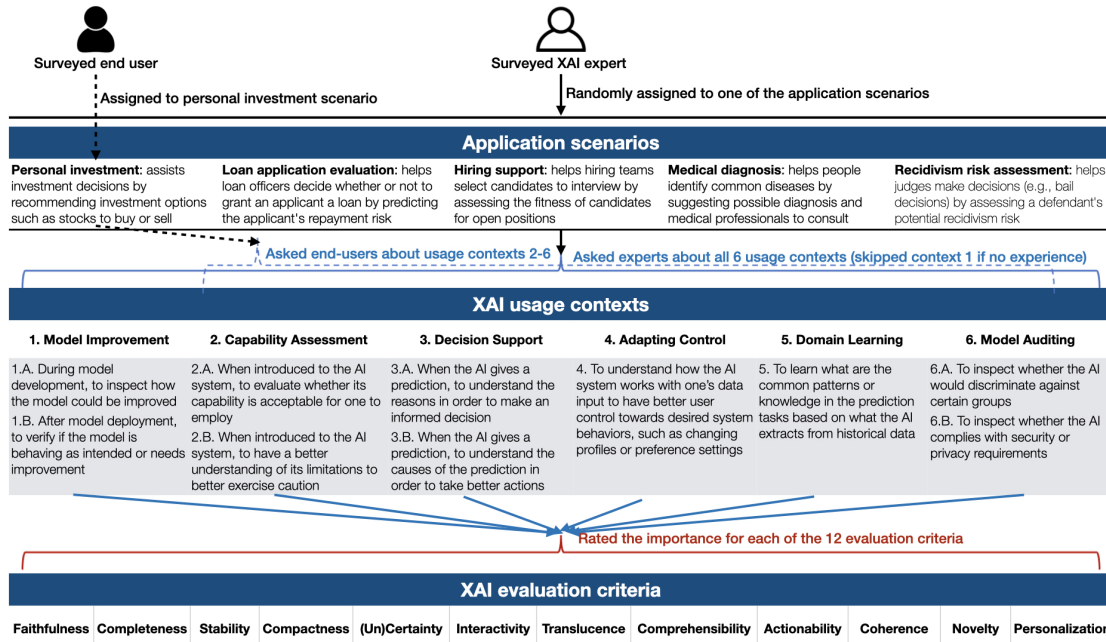 Surveyed end user
Surveyed XAI expert
Assigned to personal investment scenario
Randomly assigned to one of the application scenarios
Application scenarios
Personal investment: assists
investment decisions by
recommending investment options
such as stocks to buy or sell
Loan application evaluation: helps
loan officers decide whether or not to
grant an applicant a loan by predicting
the applicant's repayment risk
Hiring support: helps hiring teams
select candidates to interview by
assessing the fitness of candidates
for open positions
Medical diagnosis: helps people
identify common diseases by
suggesting possible diagnosis and
medical professionals to consult
Recidivism risk assessment: helps
judges make decisions (e.g., bail
decisions) by assessing a defendant's
potential recidivism risk
Asked end-users about usage contexts 2-6
Asked experts about all 6 usage contexts (skipped context 1 if no experience)
XAI usage contexts
1. Model Improvement
2. Capability Assessment
3. Decision Support
4. Adapting Control
5. Domain Learning
6. Model Auditing
1.A. During model
development, to inspect how
the model could be improved
1.B. After model deployment,
to verify if the model is
behaving as intended or needs
improvement
2.A. When introduced to the AI
system, to evaluate whether its
capability is acceptable for one to
employ
2.B. When introduced to the AI
system, to have a better
understanding of its limitations to
better exercise caution
3.A. When the AI gives a
prediction, to understand the
reasons in order to make an
informed decision
3.B. When the AI gives a
prediction, to understand the
causes of the prediction in
order to take better actions
4. To understand how the AI
system works with one's data
input to have better user
control towards desired system
behaviors, such as changing
profiles or preference settings
5. To learn what are the
common patterns or
knowledge in the prediction
tasks based on what the AI
extracts from historical data
6.A. To inspect whether the AI
would discriminate against
certain groups
6.B. To inspect whether the AI
complies with security or
privacy requirements
Rated the importance for each of the 12 evaluation criteria
XAI evaluation criteria
Faithfulness
Completeness
Stability
Compactness
(Un)Certainty
Interactivity
Translucence
Comprehensibility
Actionability
Coherence
Novelty
Personalization